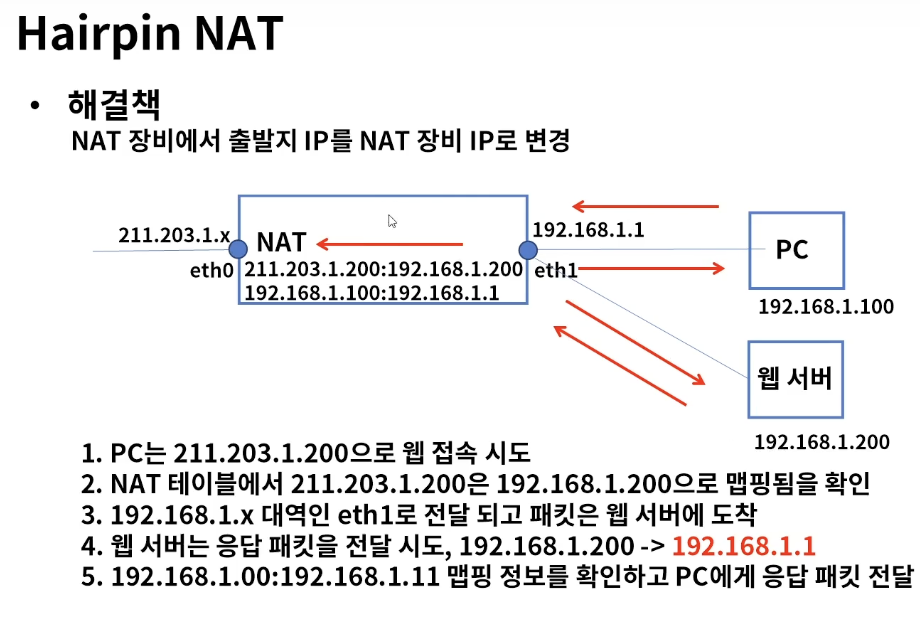 Hairpin NAT
• 해결책
NAT 장비에서 출발지 IP를 NAT 장비 IP로 변경
211.203.1.x
eth0
NAT
211.203.1.200:192.168.1.200
192.168.1.100:192.168.1.1
192.168.1.1
eth1
PC
192.168.1.100
웹 서버
192.168.1.200
1. PC는 211.203.1.200으로 웹 접속 시도
2. NAT 테이블에서 211.203.1.200은 192.168.1.200으로 맵핑됨을 확인
3. 192.168.1.x 대역인 eth1로 전달 되고 패킷은 웹 서버에 도착
4. 웹 서버는 응답 패킷을 전달 시도, 192.168.1.200 -> 192.168.1.1
5. 192.168.1.00:192.168.1.11 맵핑 정보를 확인하고 PC에게 응답 패킷 전달